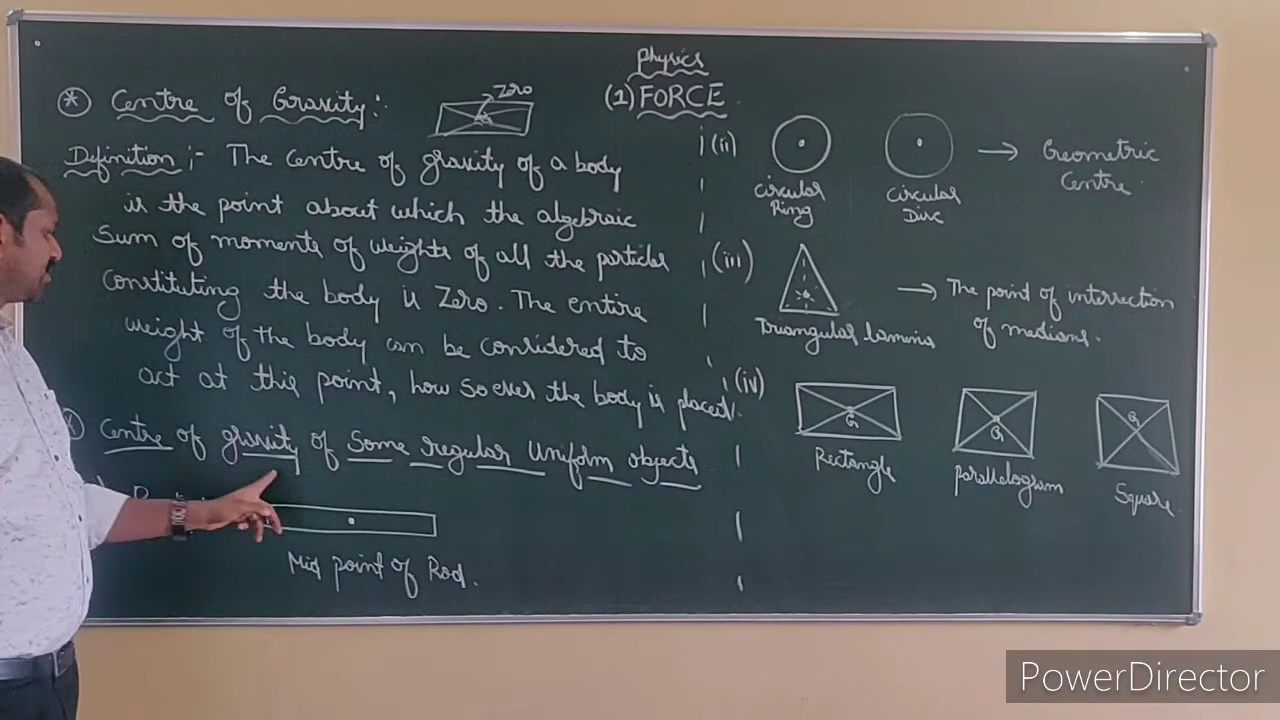 Physics
(1) FORCE
* Centre of Gravity :
Zero
Definition :- The centre of gravity of a body
is the point about which the algebraic
Sum of moments of weights of all the particles
Constituting the body is Zero. The entire
weight of the body can be considered to
act at this point, how so ever the body is placed.
* Centre of gravity of Some regular Uniform objects
Mid point of Rod.
(ii)
Circular
Ring
Circular
Disc
→ Geometric
Centre
(iii)
Triangular Lamina
→ The point of intersection
of medians.
(iv)
G
G
G
Rectangle
Parallelogram
Square
PowerDirector